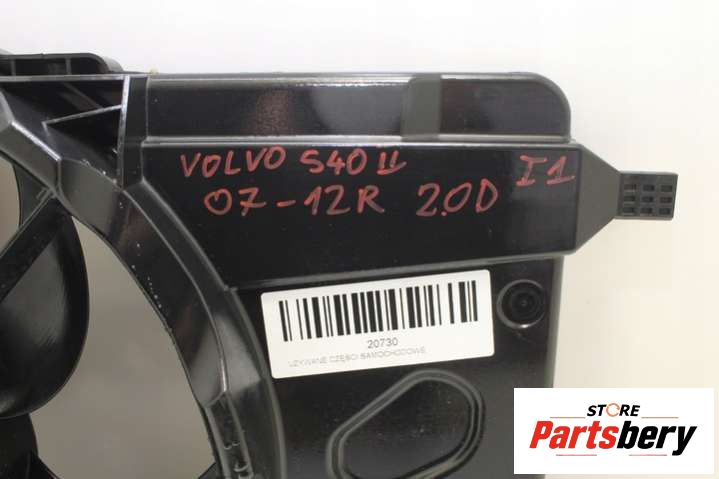 VOLVO S40 II I1
07-12R 2.0D
20730
UŻYWANE CZĘŚCI SAMOCHODOWE
STORE
Partsbery